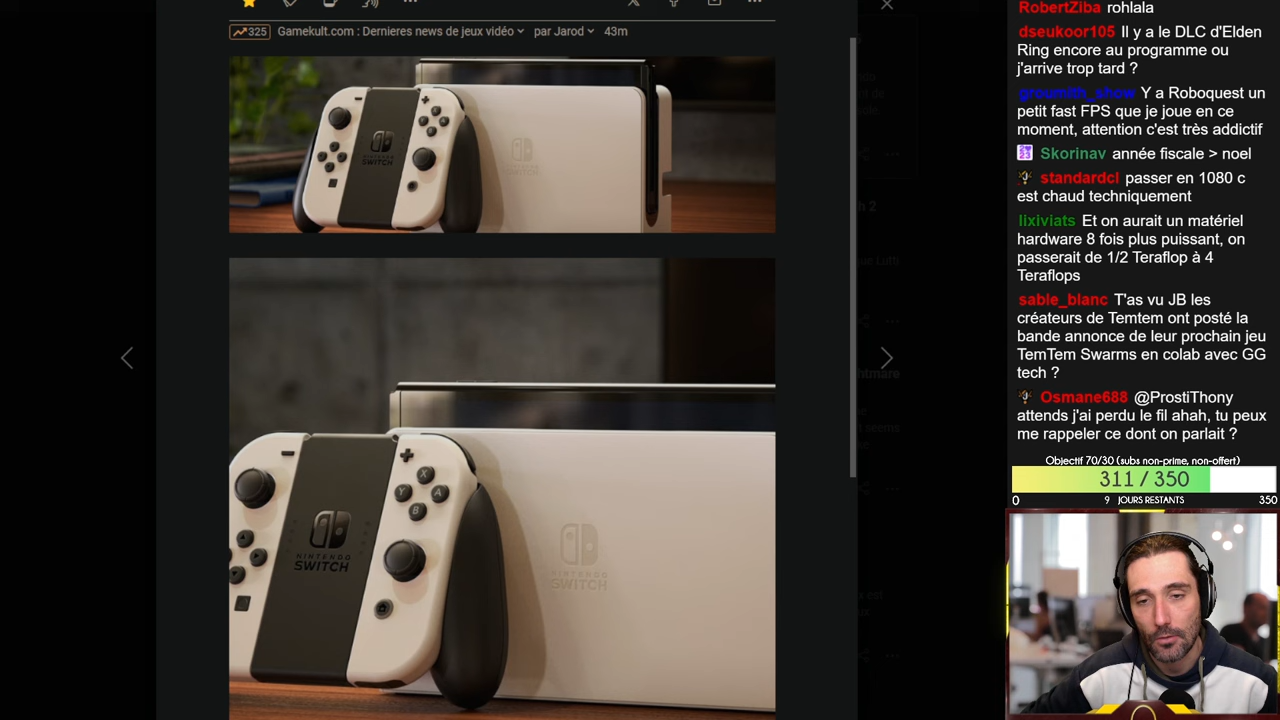 325 Gamekult.com : Dernieres news de jeux vidéo par Jarod 43m
NINTENDO
SWITCH
NINTENDO
SWITCH
X
Y A
B
NINTENDO
SWITCH
NINTENDO
SWITCH
RobertZiba rohlala
dseukoor105 Il y a le DLC d'Elden
Ring encore au programme ou
j'arrive trop tard ?
groumith_show Y a Roboquest un
petit fast FPS que je joue en ce
moment, attention c'est très addictif
Skorinav année fiscale > noel
standardcl passer en 1080 c
est chaud techniquement
lixiviats Et on aurait un matériel
hardware 8 fois plus puissant, on
passerait de 1/2 Teraflop à 4
Teraflops
sable_blanc T'as vu JB les
créateurs de Temtem ont posté la
bande annonce de leur prochain jeu
TemTem Swarms en colab avec GG
tech ?
Osmane688 @ProstiThony
attends j'ai perdu le fil ahah, tu peux
me rappeler ce dont on parlait ?
Objectif 70/30 (subs non-prime, non-offert)
311 / 350
0 9 JOURS RESTANTS 350